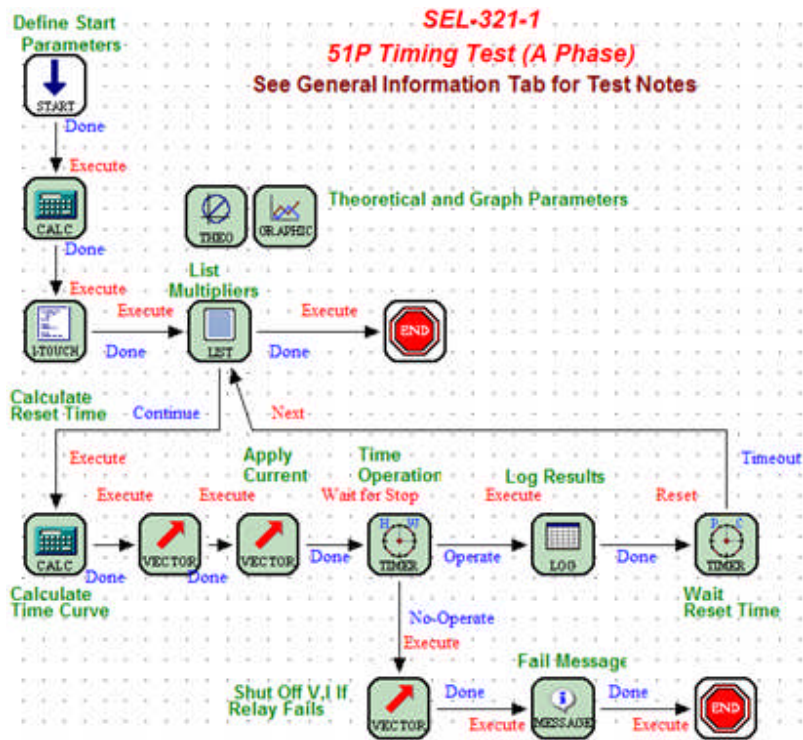 Define Start
Parameters
SEL-321-1
51P Timing Test (A Phase)
See General Information Tab for Test Notes
START
Done
Execute
CALC
Done
Execute
THEO
GRAPHIC
Theoretical and Graph Parameters
List
Multipliers
I-TOUCH
Execute
Done
LIST
Execute
Done
END
Calculate
Reset Time
Continue
Next
Execute
Timeout
Apply
Current
Time
Operation
Log Results
Execute
Execute
Wait for Stop
Execute
Reset
CALC
Done
VECTOR
Done
VECTOR
Done
H W
TIMER
Operate
LOG
Done
P C
TIMER
Calculate
Time Curve
Wait
Reset Time
No-Operate
Execute
Fail Message
Shut Off V,I If
Relay Fails
VECTOR
Done
Execute
MESSAGE
Done
Execute
END